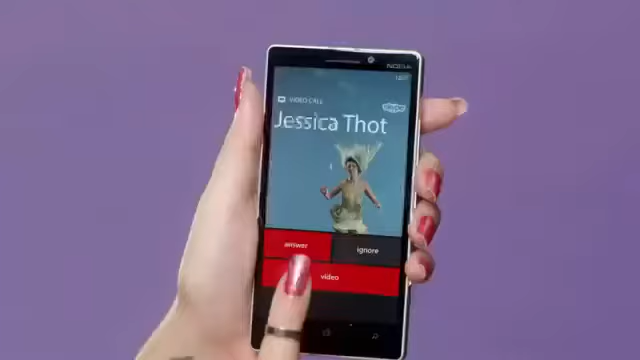 NOKIA
VIDEO CALL
skype
Jessica Thot
answer
ignore
video